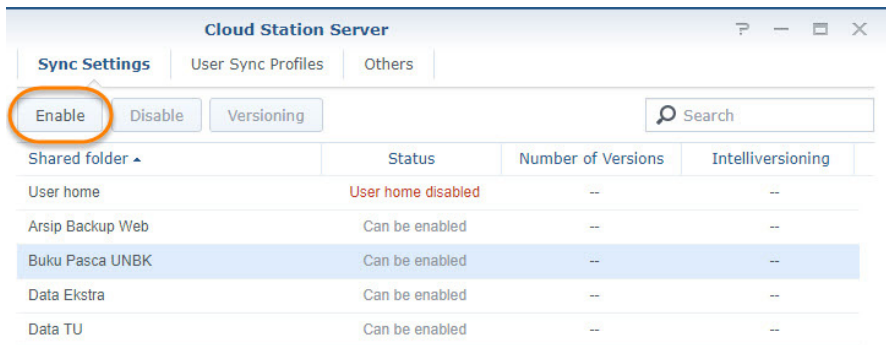 Cloud Station Server
Sync Settings User Sync Profiles Others
Enable Disable Versioning Search
Shared folder Status Number of Versions Intelliversioning
User home User home disabled -- --
Arsip Backup Web Can be enabled -- --
Buku Pasca UNBK Can be enabled -- --
Data Ekstra Can be enabled -- --
Data TU Can be enabled -- --